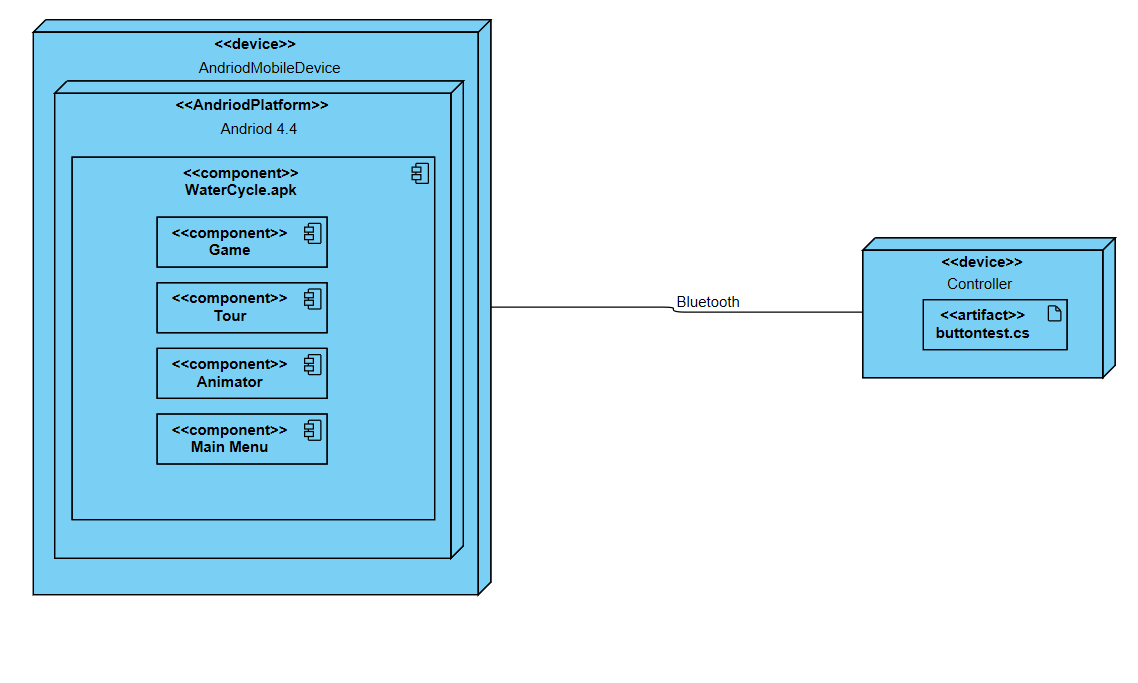 <<device>>
AndriodMobileDevice
<<AndriodPlatform>>
Andriod 4.4
<<component>>
WaterCycle.apk
<<component>>
Game
<<component>>
Tour
<<component>>
Animator
<<component>>
Main Menu
Bluetooth
<<device>>
Controller
<<artifact>>
buttontest.cs